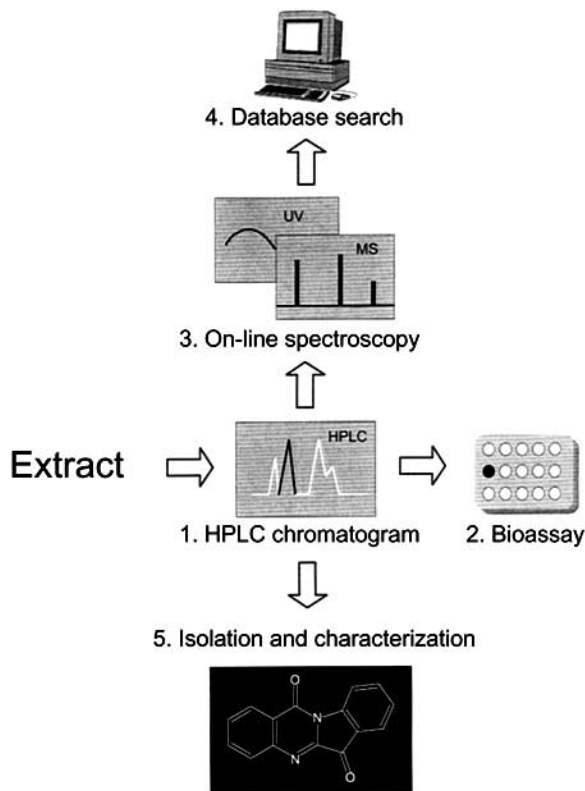 4. Database search
UV
MS
3. On-line spectroscopy
Extract
HPLC
1. HPLC chromatogram
2. Bioassay
5. Isolation and characterization
O
N
N
O